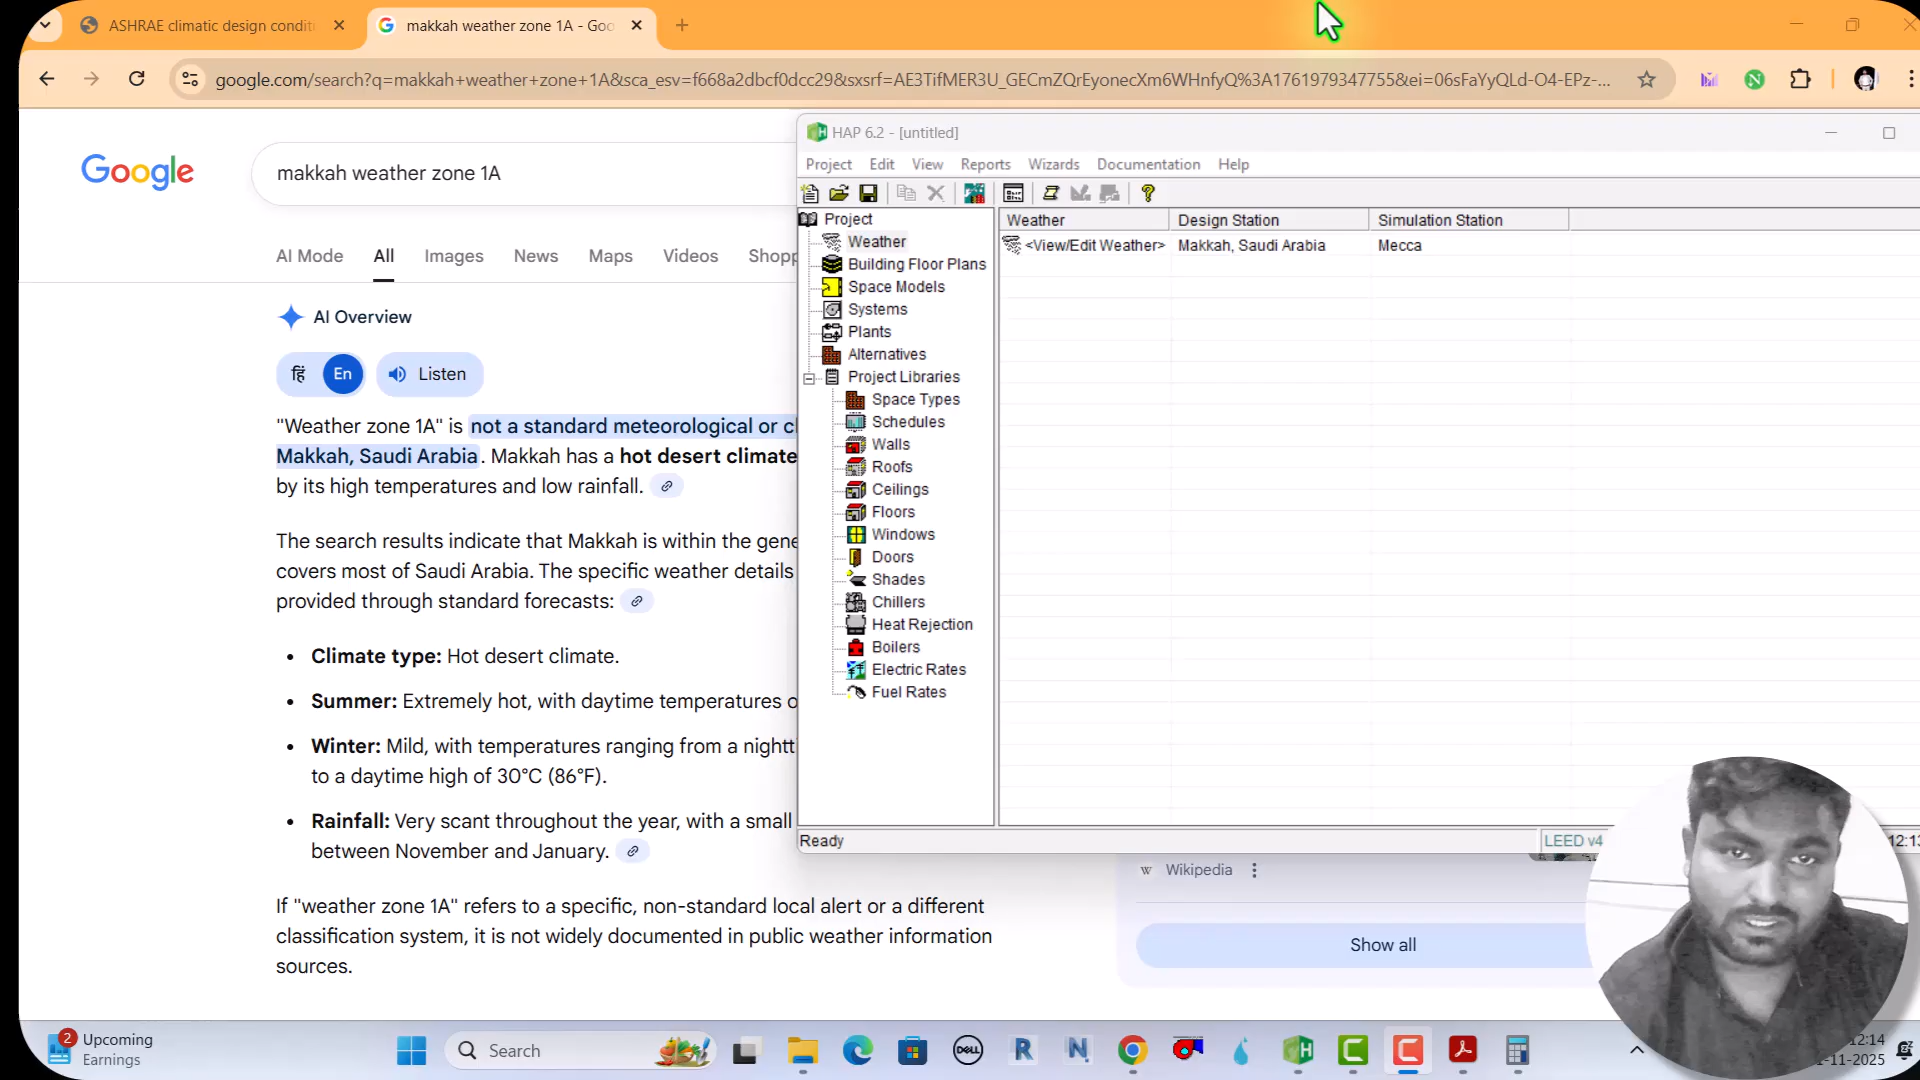 ASHRAE climatic design condit
makkah weather zone 1A - Goo
google.com/search?q=makkah+weather+zone+1A&sca_esv=f668a2dbcf0dcc29&sxsrf=AE3TifMER3U_GECmZQrEyonecXm6WHnfyQ%3A1761979347755&ei=06sFaYyQLd-O4-EPz-...
Google
makkah weather zone 1A
AI Mode
All
Images
News
Maps
Videos
Shopp
AI Overview
हिं
En
Listen
"Weather zone 1A" is not a standard meteorological or cl
Makkah, Saudi Arabia. Makkah has a hot desert climate
by its high temperatures and low rainfall.
The search results indicate that Makkah is within the gene
covers most of Saudi Arabia. The specific weather details
provided through standard forecasts:
• Climate type: Hot desert climate.
• Summer: Extremely hot, with daytime temperatures o
• Winter: Mild, with temperatures ranging from a nightti
to a daytime high of 30°C (86°F).
• Rainfall: Very scant throughout the year, with a small
between November and January.
If "weather zone 1A" refers to a specific, non-standard local alert or a different
classification system, it is not widely documented in public weather information
sources.
HAP 6.2 - [untitled]
Project Edit View Reports Wizards Documentation Help
Project
Weather
Building Floor Plans
Space Models
Systems
Plants
Alternatives
Project Libraries
Space Types
Schedules
Walls
Roofs
Ceilings
Floors
Windows
Doors
Shades
Chillers
Heat Rejection
Boilers
Electric Rates
Fuel Rates
Weather Design Station Simulation Station
<View/Edit Weather> Makkah, Saudi Arabia Mecca
Ready
LEED v4
12:13
W Wikipedia
Show all
2
Upcoming
Earnings
Search
DELL
R
N
12:14
-11-2025